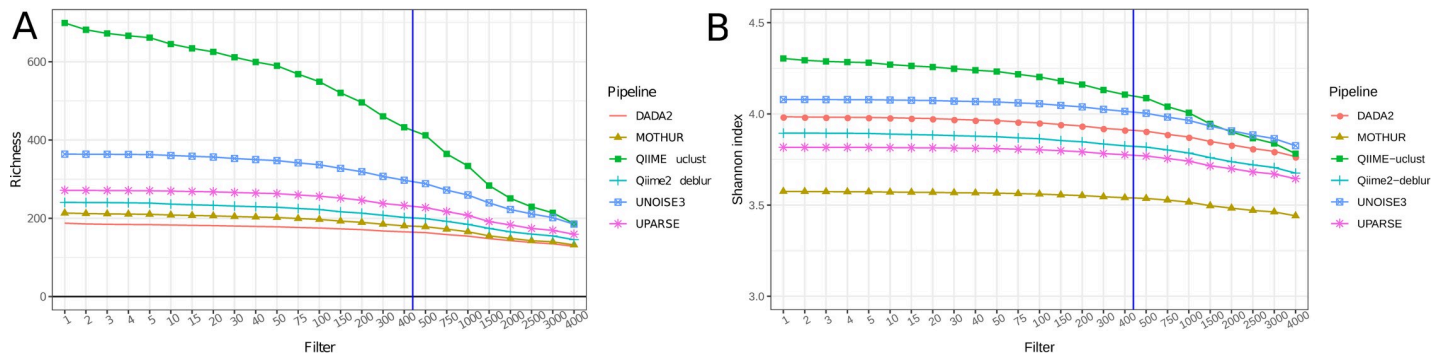 A
Richness
600
400
200
0
1 2 3 4 5 10 15 20 30 40 50 75 100 150 200 300 400 500 750 1000 1500 2000 2500 3000 4000
Filter
Pipeline
DADA2
MOTHUR
QIIME uclust
Qiime2 deblur
UNOISE3
UPARSE
B
Shannon index
4.5
4.0
3.5
3.0
1 2 3 4 5 10 15 20 30 40 50 75 100 150 200 300 400 500 750 1000 1500 2000 2500 3000 4000
Filter
Pipeline
DADA2
MOTHUR
QIIME-uclust
Qiime2-deblur
UNOISE3
UPARSE